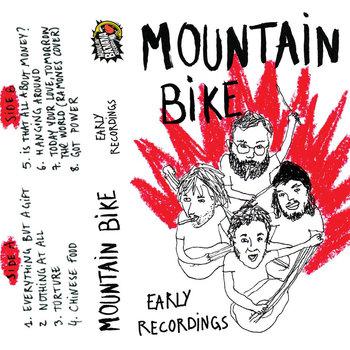 SIDE A
1. EVERYTHING BUT A GIFT
2 NOTHING AT ALL
3. TORTURE
4. CHINESE FOOD
SIDE B
5. IS THAT ALL ABOUT MONEY?
6. HANGING AROUND
7. TODAY YOUR LOVE, TOMORROW
THE WORLD (RAMONES COVER)
8. GOT POWER
MOUNTAIN BIKE
EARLY
RECORDINGS
MOUNTAIN
BIKE
EARLY
RECORDINGS